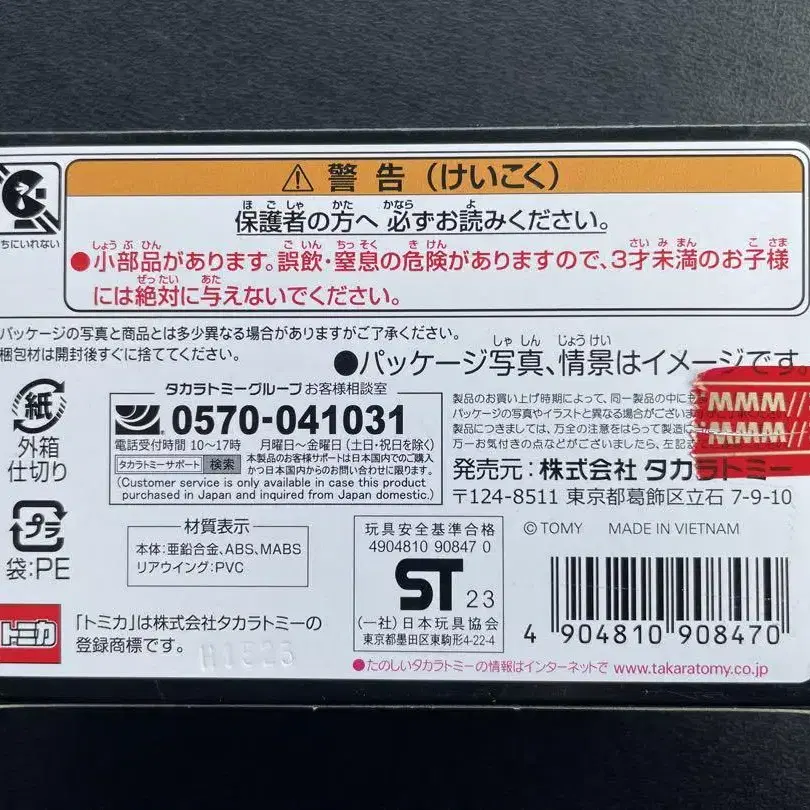 ⚠警告(けいこく)
ほごしゃ かた かなら よ
保護者の方へ 必ずお読みください。
しょうぶひん ごいん ちっそく きけん さいみまん こさま
●小部品があります。誤飲・窒息の危険がありますので、3才未満のお子様
ぜったい あた
には絶対に与えないでください。
ちにいれない
パッケージの写真と商品とは多少異なる場合がありますがご了承ください。
梱包材は開封後すぐに捨ててください。
しゃしん じょうけい
●パッケージ写真、情景はイメージです。
紙
外箱
仕切り
プラ
袋:PE
タカラトミーグループ お客様相談室
0570-041031
電話受付時間 10〜17時 月曜日〜金曜日(土日・祝日を除く)
タカラトミーサポート 検索
本製品のお客様サポートは日本国内でのご購入
かつ日本国内からのお問い合わせに限ります。
(Customer service is only available in case this product
purchased in Japan and inquired from Japan domestic.)
製品のお買い上げ時期によって、同一製品の中にも
パッケージの写真やイラストと異なる場合がござい
製品につきましては、万全の注意をはらって製造に
万一お気付きの点などがございましたら、左記
MMM//
MMM//
発売元:株式会社 タカラトミー
〒124-8511 東京都葛飾区立石 7-9-10
材質表示
本体:亜鉛合金、ABS、MABS
リアウイング:PVC
玩具安全基準合格
4904810 90847 0
ST 23
(一社)日本玩具協会
東京都墨田区東駒形4-22-4
©TOMY MADE IN VIETNAM
4 904810 908470
トミカ
「トミカ」は株式会社タカラトミーの
登録商標です。
●たのしいタカラトミーの情報はインターネットで www.takaratomy.co.jp